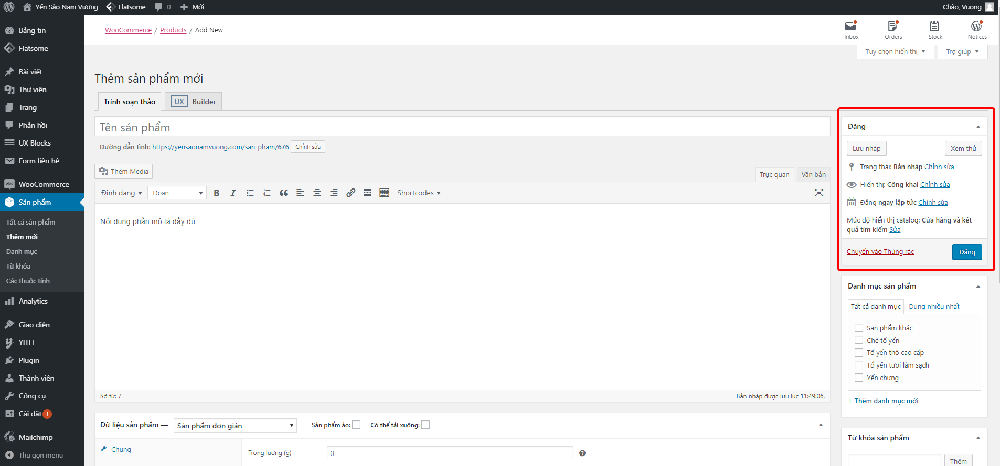 Yến Sào Nam Vương Flatsome 0 Mới Chào, Vuong
Bảng tin
Flatsome
Bài viết
Thư viện
Trang
Phản hồi
UX Blocks
Form liên hệ
WooCommerce
Sản phẩm
Tất cả sản phẩm
Thêm mới
Danh mục
Từ khóa
Các thuộc tính
Analytics
Giao diện
YITH
Plugin
Thành viên
Công cụ
Cài đặt 1
Mailchimp
Thu gọn menu
WooCommerce / Products / Add New
Inbox Orders Stock Notices
Tùy chọn hiển thị Trợ giúp
Thêm sản phẩm mới
Trình soạn thảo UX Builder
Tên sản phẩm
Đường dẫn tĩnh: https://yensaonamvuong.com/san-pham/676 Chỉnh sửa
Thêm Media
Trực quan Văn bản
Định dạng Đoạn B I Shortcodes
Nội dung phần mô tả đầy đủ
Số từ: 7 Bản nháp được lưu lúc 11:49:06.
Dữ liệu sản phẩm — Sản phẩm đơn giản Sản phẩm ảo: Có thể tải xuống:
Chung
Trọng lượng (g) 0
Đăng
Lưu nháp Xem thử
Trạng thái: Bản nháp Chỉnh sửa
Hiển thị: Công khai Chỉnh sửa
Đăng ngay lập tức Chỉnh sửa
Mức độ hiển thị catalog: Cửa hàng và kết
quả tìm kiếm Sửa
Chuyển vào Thùng rác Đăng
Danh mục sản phẩm
Tất cả danh mục Dùng nhiều nhất
Sản phẩm khác
Chè tổ yến
Tổ yến thô cao cấp
Tổ yến tươi làm sạch
Yến chưng
+ Thêm danh mục mới
Từ khóa sản phẩm
Thêm